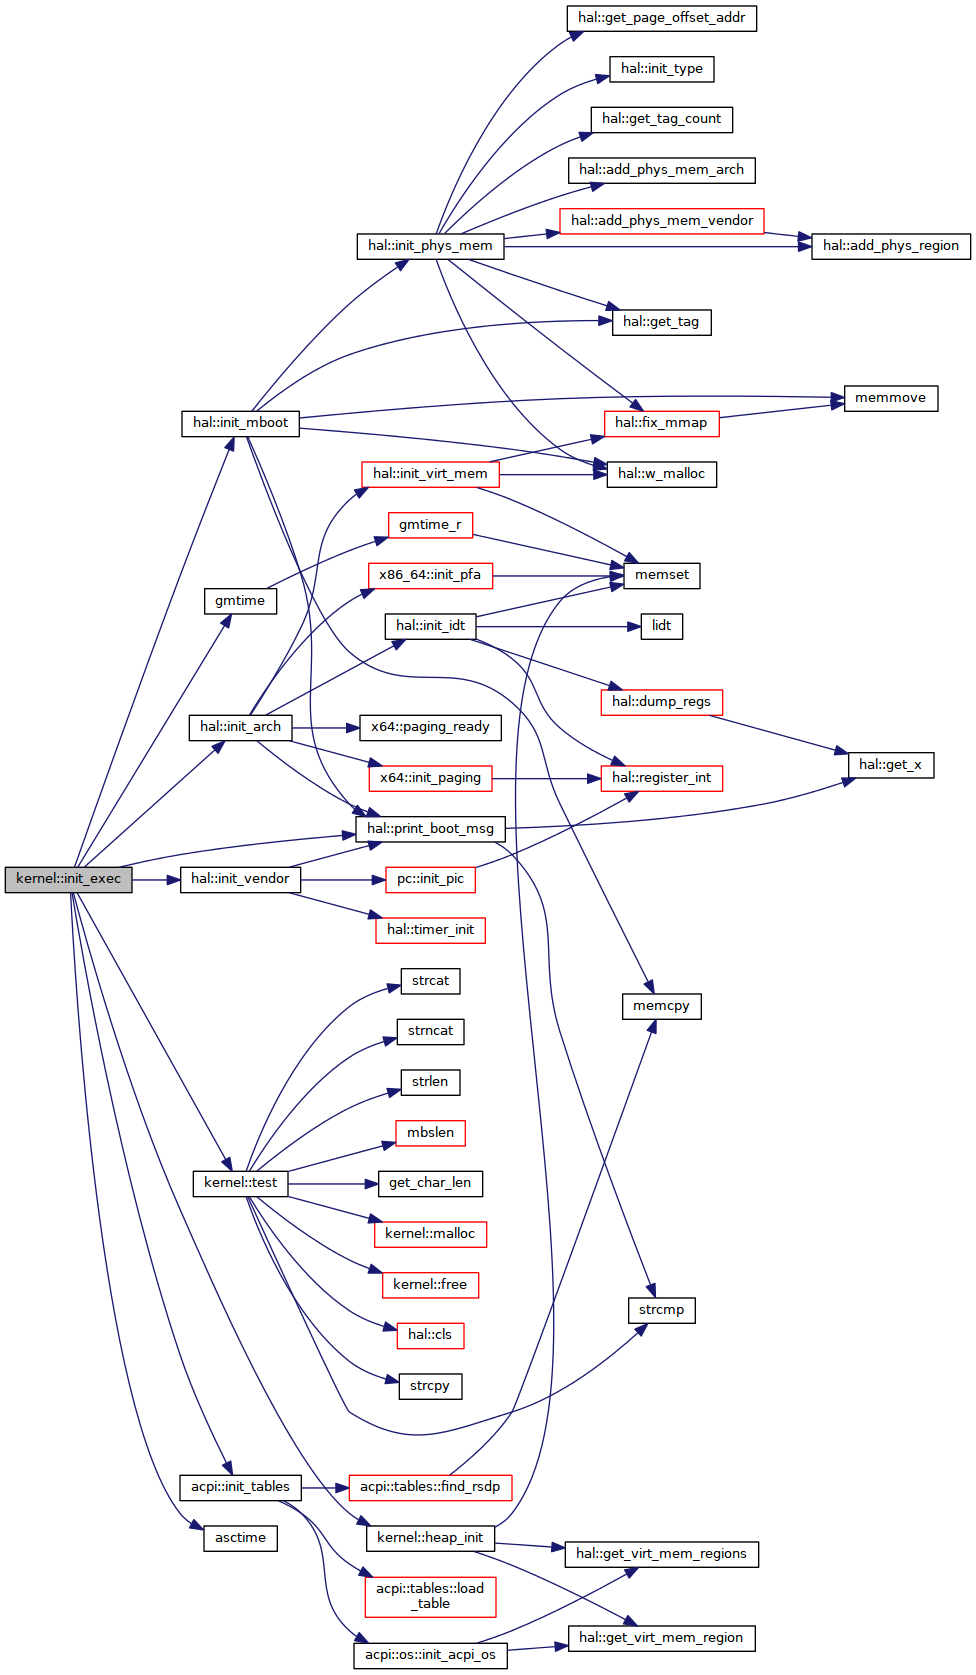 hal::get_page_offset_addr
hal::init_type
hal::get_tag_count
hal::add_phys_mem_arch
hal::add_phys_mem_vendor
hal::init_phys_mem
hal::add_phys_region
hal::get_tag
memmove
hal::init_mboot
hal::fix_mmap
hal::init_virt_mem
hal::w_malloc
gmtime_r
x86_64::init_pfa
memset
gmtime
hal::init_idt
lidt
hal::dump_regs
hal::init_arch
x64::paging_ready
hal::get_x
x64::init_paging
hal::register_int
hal::print_boot_msg
kernel::init_exec
hal::init_vendor
pc::init_pic
hal::timer_init
strcat
memcpy
strncat
strlen
mbslen
kernel::test
get_char_len
kernel::malloc
kernel::free
strcmp
hal::cls
strcpy
acpi::init_tables
acpi::tables::find_rsdp
asctime
kernel::heap_init
hal::get_virt_mem_regions
acpi::tables::load
_table
hal::get_virt_mem_region
acpi::os::init_acpi_os